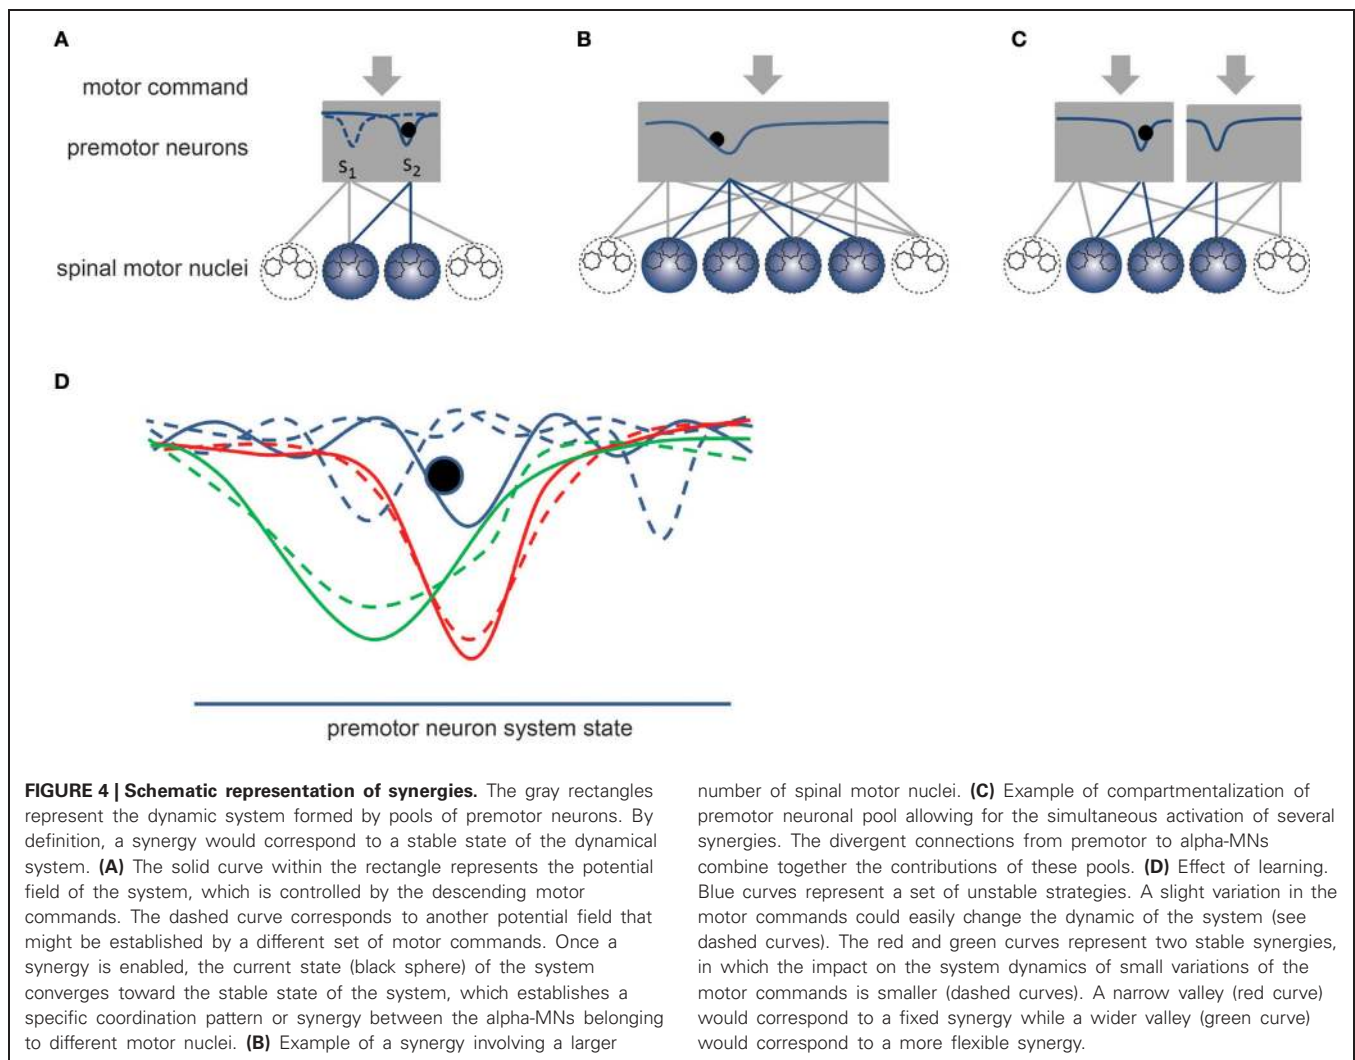 A
B
C
motor command
premotor neurons
S1
S2
spinal motor nuclei
D
premotor neuron system state
FIGURE 4 | Schematic representation of synergies. The gray rectangles
represent the dynamic system formed by pools of premotor neurons. By
definition, a synergy would correspond to a stable state of the dynamical
system. (A) The solid curve within the rectangle represents the potential
field of the system, which is controlled by the descending motor
commands. The dashed curve corresponds to another potential field that
might be established by a different set of motor commands. Once a
synergy is enabled, the current state (black sphere) of the system
converges toward the stable state of the system, which establishes a
specific coordination pattern or synergy between the alpha-MNs belonging
to different motor nuclei. (B) Example of a synergy involving a larger
number of spinal motor nuclei. (C) Example of compartmentalization of
premotor neuronal pool allowing for the simultaneous activation of several
synergies. The divergent connections from premotor to alpha-MNs
combine together the contributions of these pools. (D) Effect of learning.
Blue curves represent a set of unstable strategies. A slight variation in the
motor commands could easily change the dynamic of the system (see
dashed curves). The red and green curves represent two stable synergies,
in which the impact on the system dynamics of small variations of the
motor commands is smaller (dashed curves). A narrow valley (red curve)
would correspond to a fixed synergy while a wider valley (green curve)
would correspond to a more flexible synergy.